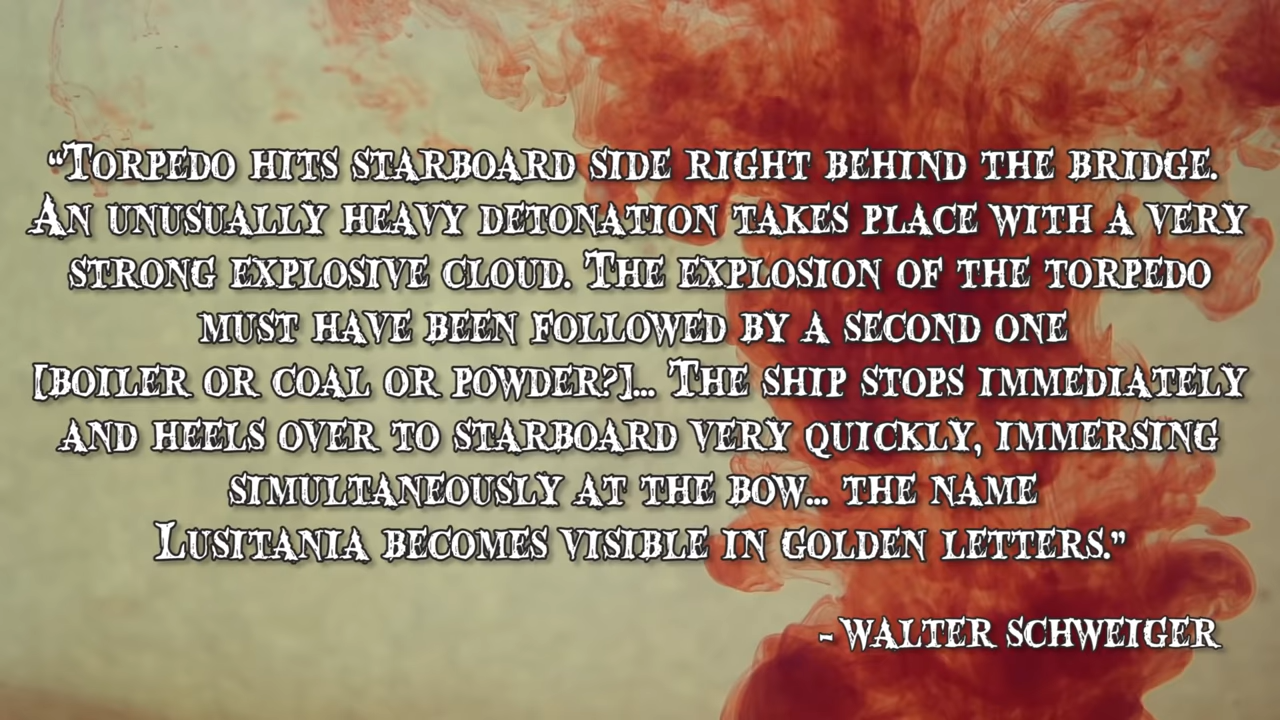 “Torpedo hits starboard side right behind the bridge.
An unusually heavy detonation takes place with a very
strong explosive cloud. The explosion of the torpedo
must have been followed by a second one
[boiler or coal or powder?]... The ship stops immediately
and heels over to starboard very quickly, immersing
simultaneously at the bow... the name
Lusitania becomes visible in golden letters.”
- Walter Schweiger